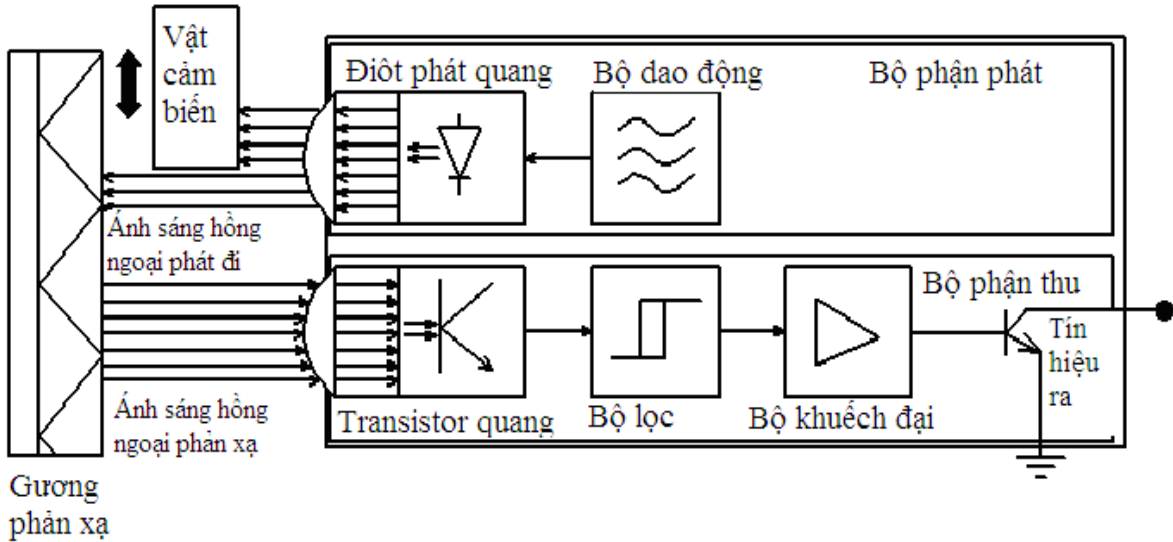 Vật
cảm
biến
Điôt phát quang
Bộ dao động
Bộ phận phát
Ánh sáng hồng
ngoại phát đi
Bộ phận thu
Tín
hiệu
ra
Transistor quang
Bộ lọc
Bộ khuếch đại
Ánh sáng hồng
ngoại phản xạ
Gương
phản xạ